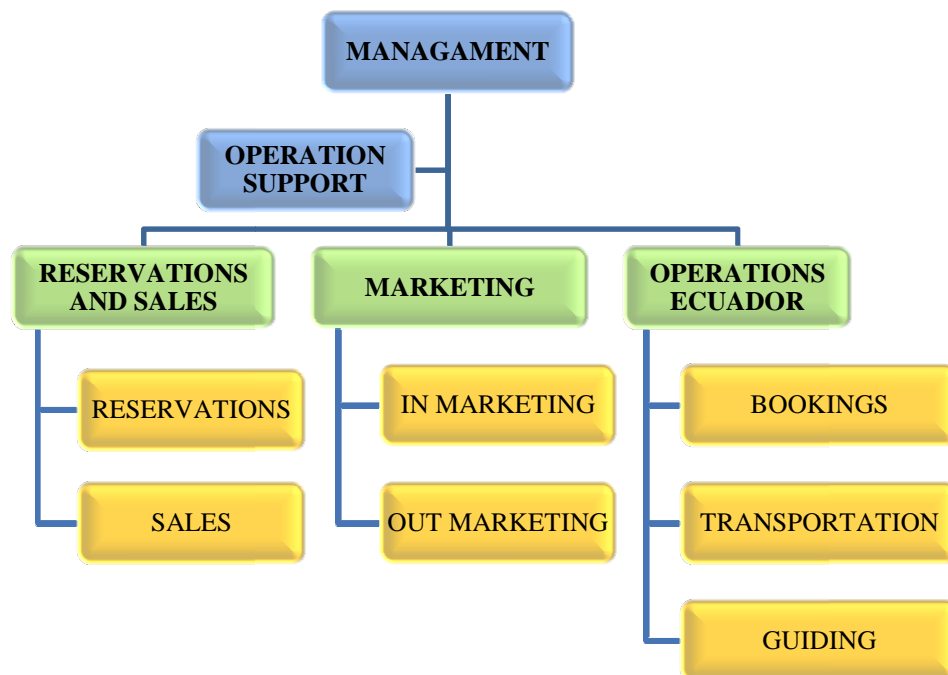 MANAGAMENT
OPERATION
SUPPORT
RESERVATIONS
AND SALES
MARKETING
OPERATIONS
ECUADOR
RESERVATIONS
IN MARKETING
BOOKINGS
SALES
OUT MARKETING
TRANSPORTATION
GUIDING